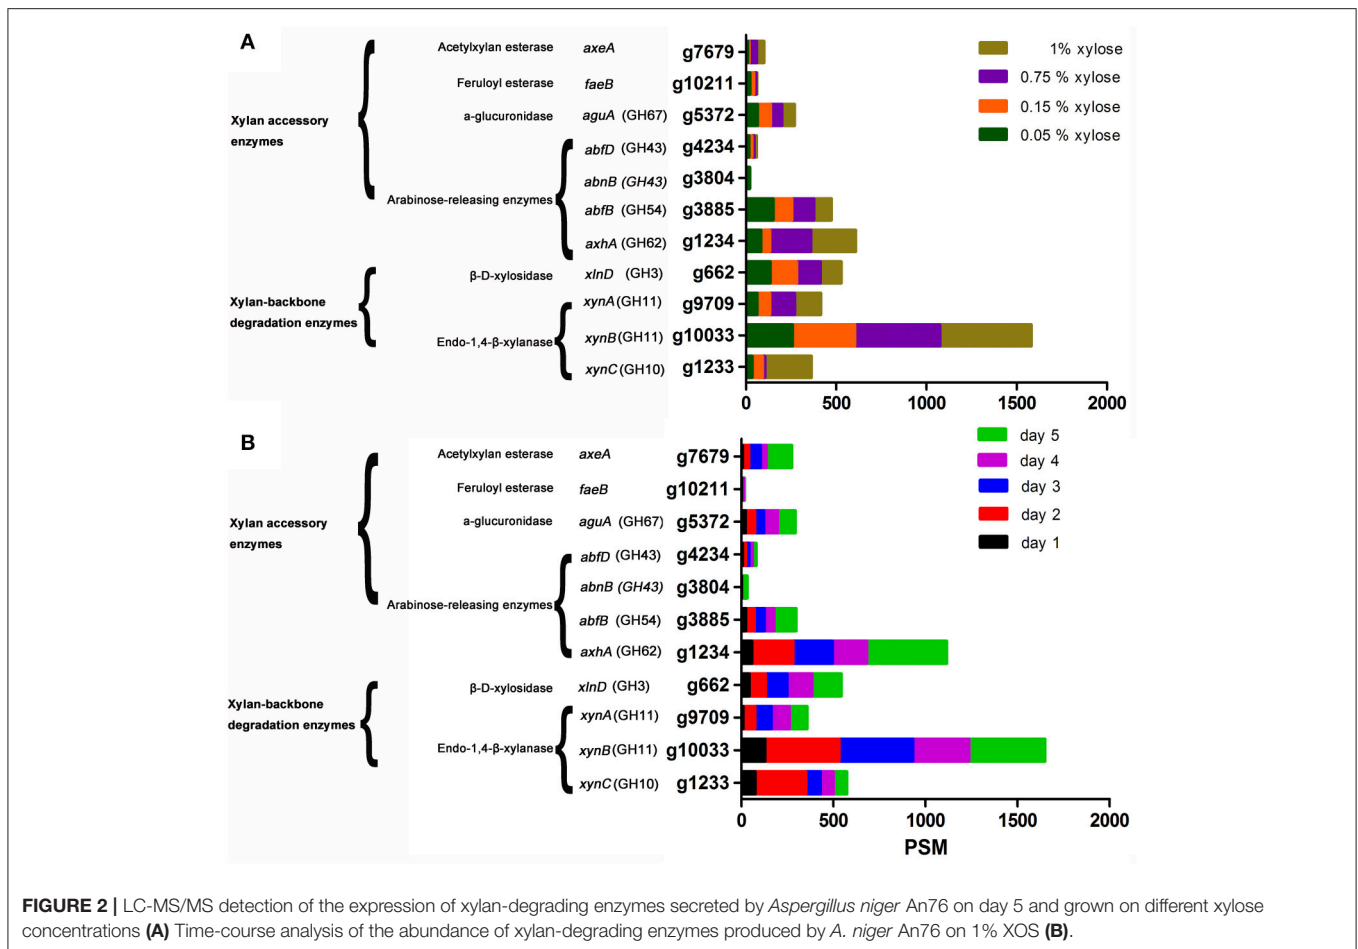 A
Xylan accessory
enzymes
Acetylxylan esterase axeA g7679
Feruloyl esterase faeB g10211
a-glucuronidase aguA (GH67) g5372
Arabinose-releasing enzymes
abfD (GH43) g4234
abnB (GH43) g3804
abfB (GH54) g3885
axhA (GH62) g1234
Xylan-backbone
degradation enzymes
β-D-xylosidase xlnD (GH3) g662
Endo-1,4-β-xylanase
xynA (GH11) g9709
xynB(GH11) g10033
xynC (GH10) g1233
1% xylose
0.75 % xylose
0.15 % xylose
0.05 % xylose
0 500 1000 1500 2000
B
Xylan accessory
enzymes
Acetylxylan esterase axeA g7679
Feruloyl esterase faeB g10211
a-glucuronidase aguA (GH67) g5372
Arabinose-releasing enzymes
abfD (GH43) g4234
abnB (GH43) g3804
abfB (GH54) g3885
axhA (GH62) g1234
Xylan-backbone
degradation enzymes
β-D-xylosidase xlnD (GH3) g662
Endo-1,4-β-xylanase
xynA (GH11) g9709
xynB(GH11) g10033
xynC (GH10) g1233
day 5
day 4
day 3
day 2
day 1
0 500 1000 1500 2000
PSM
FIGURE 2 | LC-MS/MS detection of the expression of xylan-degrading enzymes secreted by Aspergillus niger An76 on day 5 and grown on different xylose
concentrations (A) Time-course analysis of the abundance of xylan-degrading enzymes produced by A. niger An76 on 1% XOS (B).